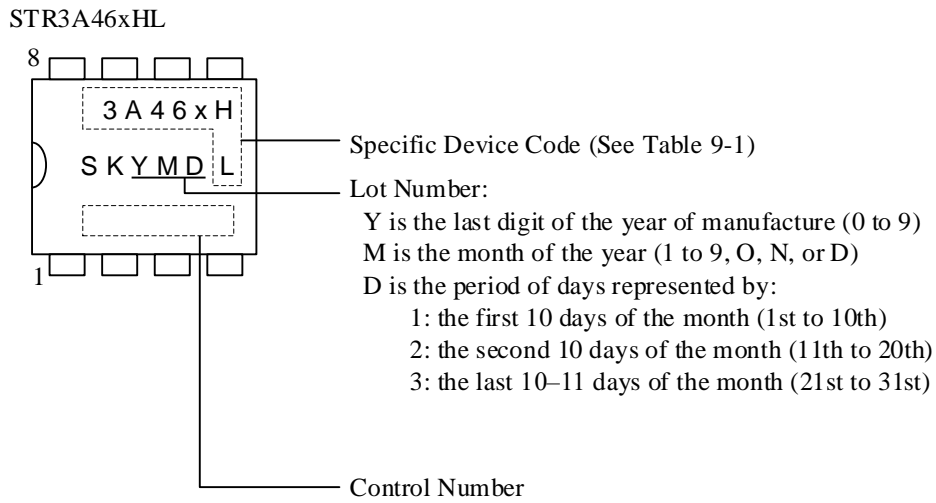 STR3A46xHL
8
3A46xH
SKYMD L
1
Specific Device Code (See Table 9-1)
Lot Number:
Y is the last digit of the year of manufacture (0 to 9)
M is the month of the year (1 to 9, O, N, or D)
D is the period of days represented by:
1: the first 10 days of the month (1st to 10th)
2: the second 10 days of the month (11th to 20th)
3: the last 10–11 days of the month (21st to 31st)
Control Number